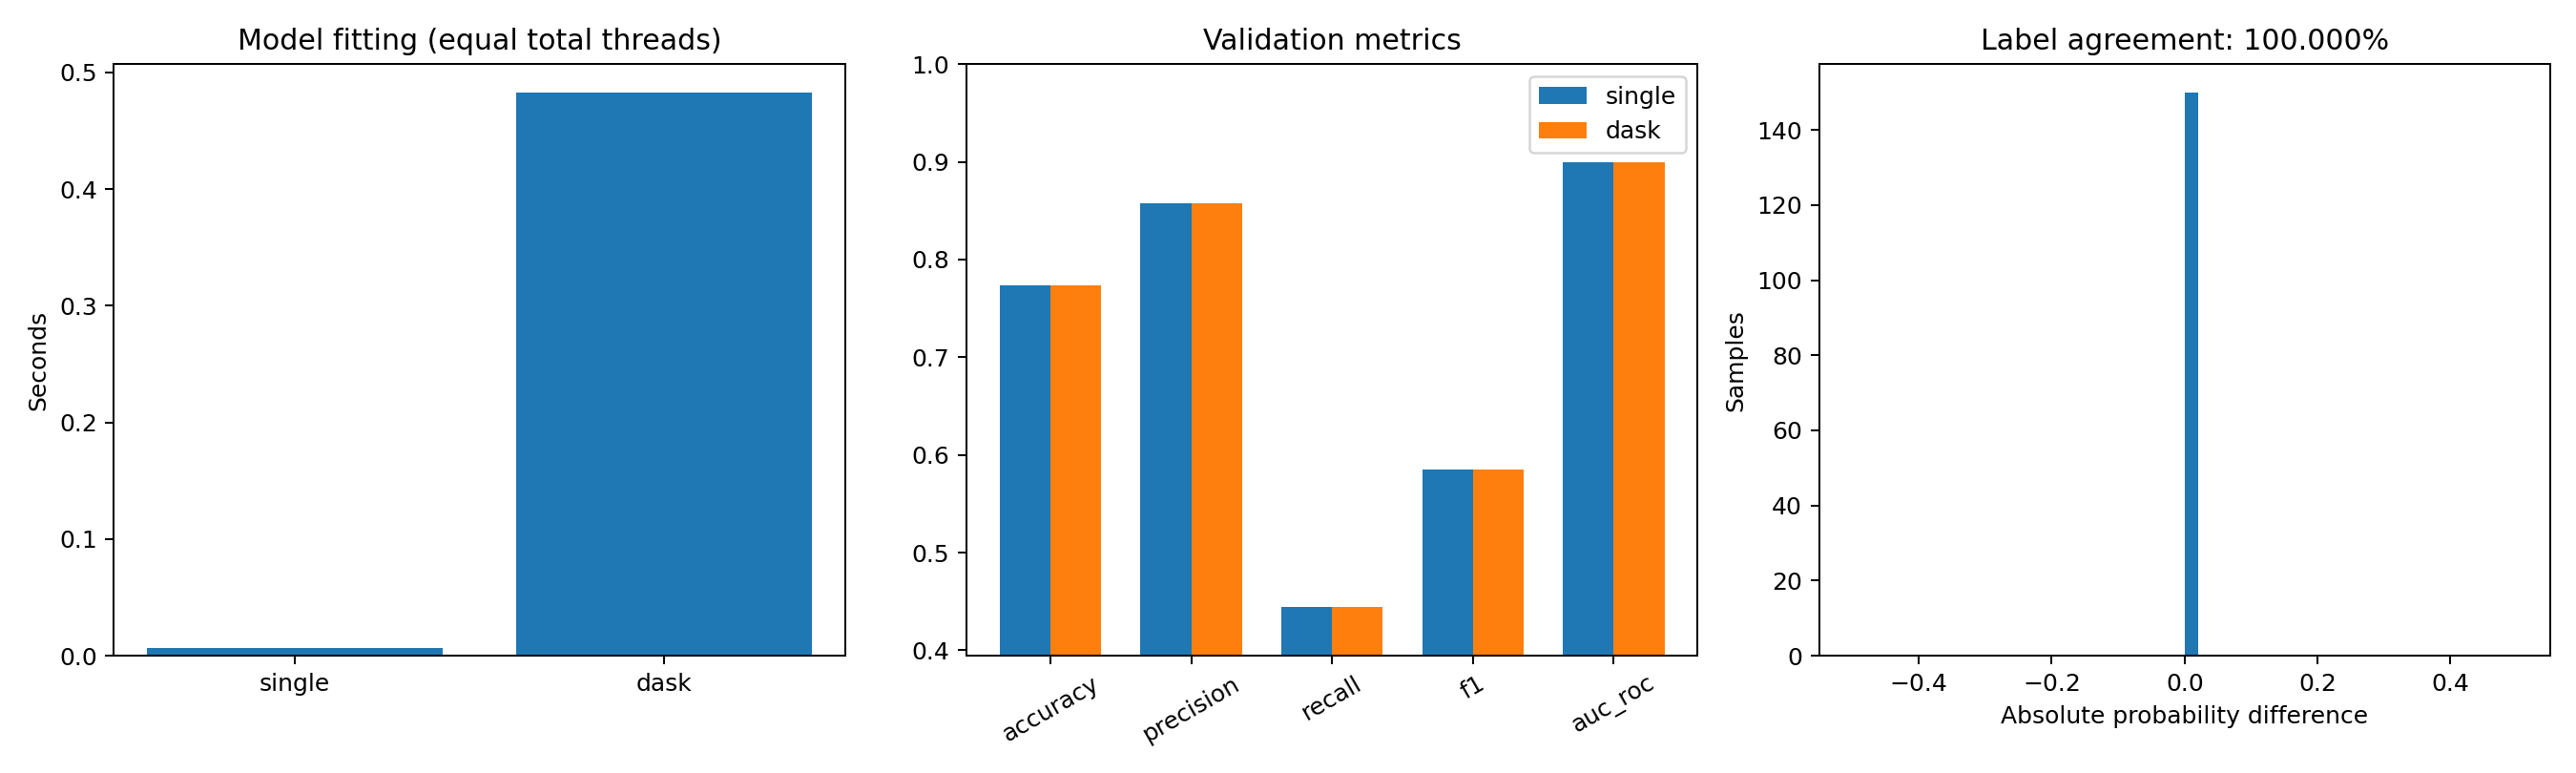 Model fitting (equal total threads)
0.5
0.4
0.3
0.2
0.1
0.0
Seconds
single
dask
Validation metrics
1.0
0.9
0.8
0.7
0.6
0.5
0.4
single
dask
accuracy
precision
recall
f1
auc_roc
Label agreement: 100.000%
140
120
100
80
60
40
20
0
Samples
−0.4
−0.2
0.0
0.2
0.4
Absolute probability difference